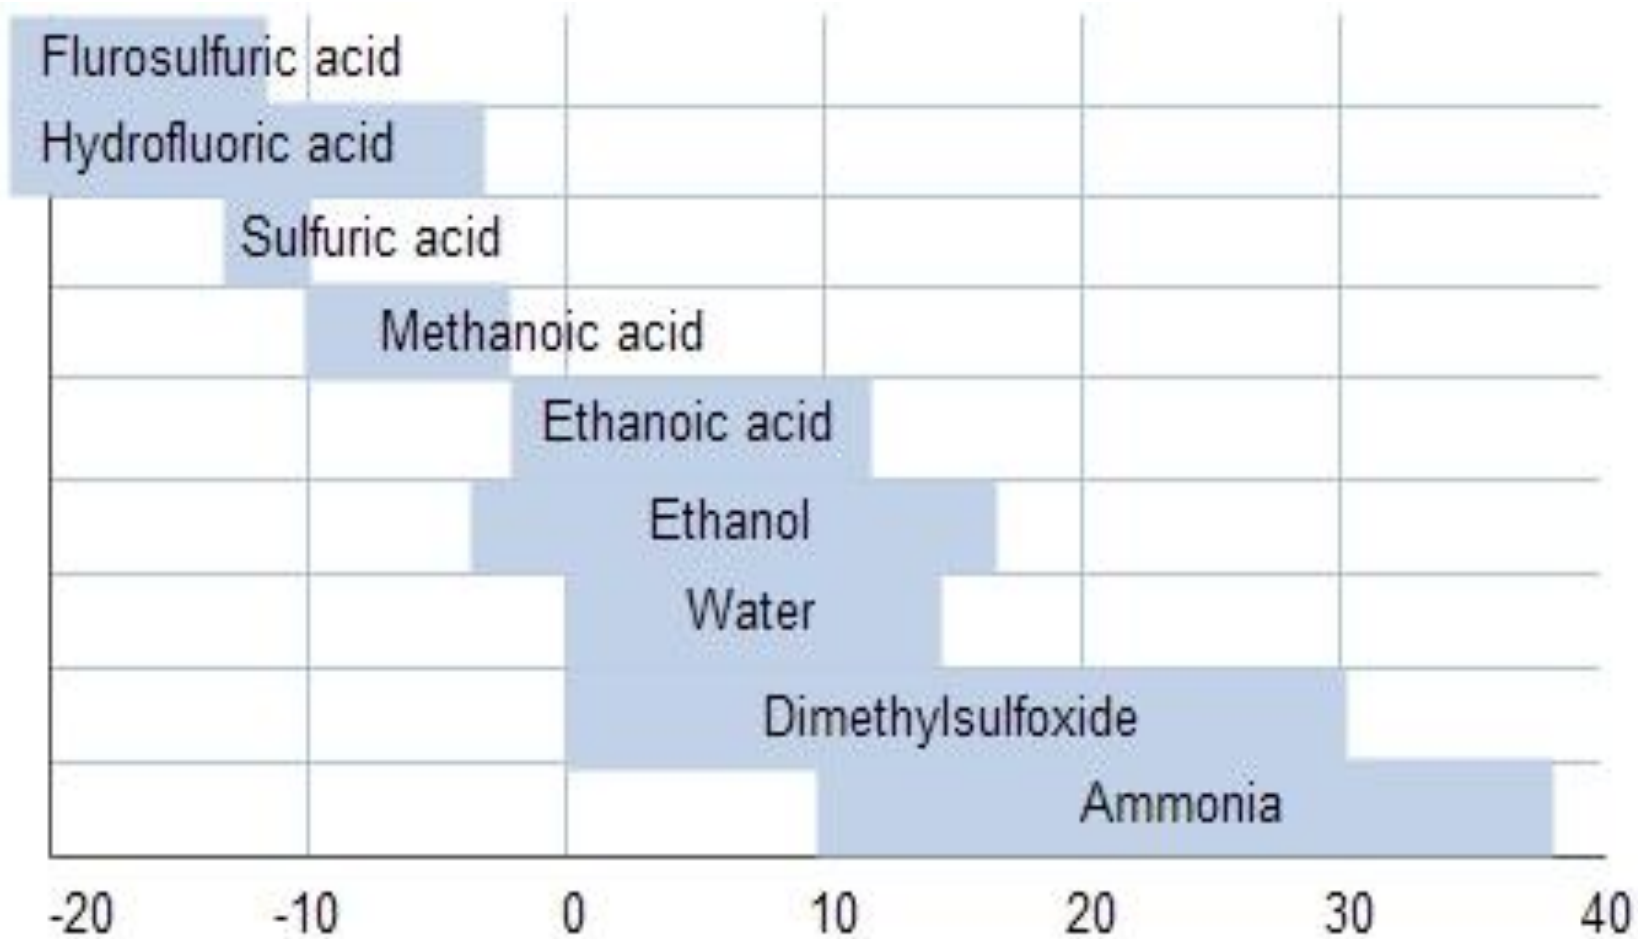 Flurosulfuric acid
Hydrofluoric acid
Sulfuric acid
Methanoic acid
Ethanoic acid
Ethanol
Water
Dimethylsulfoxide
Ammonia
-20 -10 0 10 20 30 40